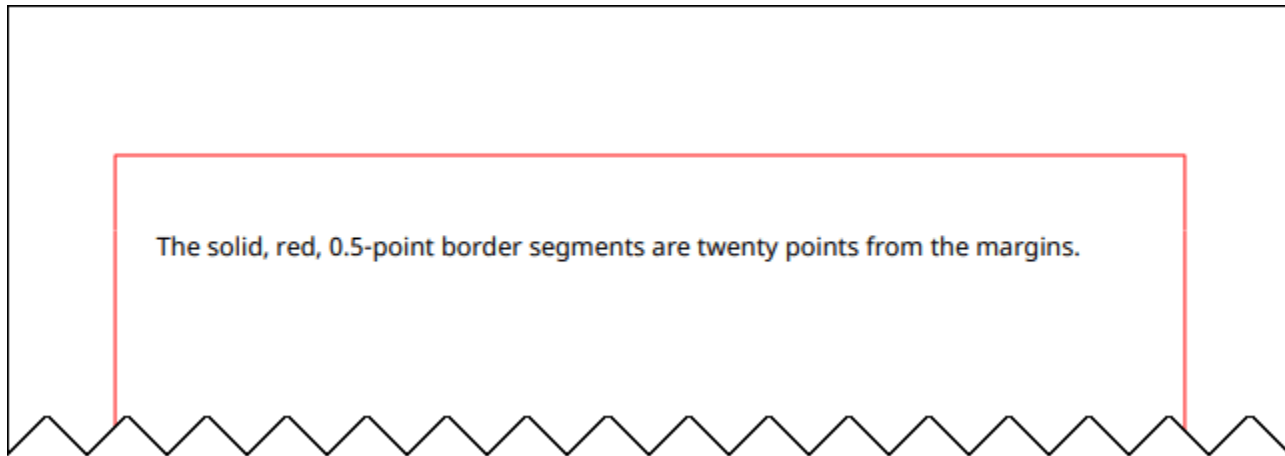 The solid, red, 0.5-point border segments are twenty points from the margins.